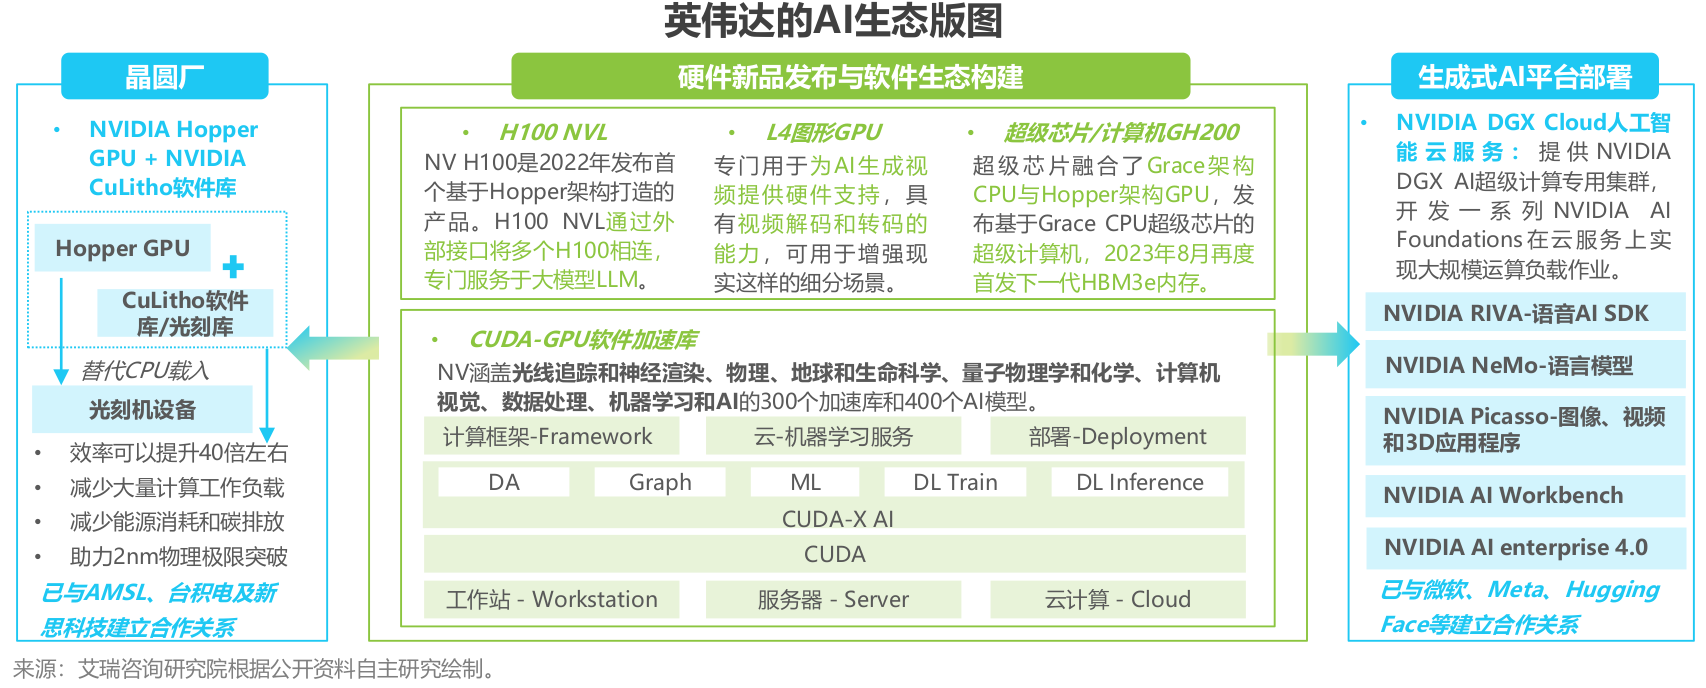 英伟达的AI生态版图
晶圆厂
• NVIDIA Hopper
GPU + NVIDIA
CuLitho软件库
Hopper GPU
CuLitho软件
库/光刻库
替代CPU载入
光刻机设备
• 效率可以提升40倍左右
• 减少大量计算工作负载
• 减少能源消耗和碳排放
• 助力2nm物理极限突破
已与AMSL、台积电及新
思科技建立合作关系
硬件新品发布与软件生态构建
• H100 NVL
NV H100是2022年发布首
个基于Hopper架构打造的
产品。H100 NVL通过外
部接口将多个H100相连，
专门服务于大模型LLM。
• L4图形GPU
专门用于为AI生成视
频提供硬件支持，具
有视频解码和转码的
能力，可用于增强现
实这样的细分场景。
• 超级芯片/计算机GH200
超级芯片融合了Grace架构
CPU与Hopper架构GPU，发
布基于Grace CPU超级芯片的
超级计算机，2023年8月再度
首发下一代HBM3e内存。
• CUDA-GPU软件加速库
NV涵盖光线追踪和神经渲染、物理、地球和生命科学、量子物理学和化学、计算机
视觉、数据处理、机器学习和AI的300个加速库和400个AI模型。
计算框架-Framework
云-机器学习服务
部署-Deployment
DA
Graph
ML
DL Train
DL Inference
CUDA-X AI
CUDA
工作站 - Workstation
服务器 - Server
云计算 - Cloud
生成式AI平台部署
• NVIDIA DGX Cloud人工智
能云服务：提供NVIDIA
DGX AI超级计算专用集群，
开发一系列NVIDIA AI
Foundations在云服务上实
现大规模运算负载作业。
NVIDIA RIVA-语音AI SDK
NVIDIA NeMo-语言模型
NVIDIA Picasso-图像、视频
和3D应用程序
NVIDIA AI Workbench
NVIDIA AI enterprise 4.0
已与微软、Meta、Hugging
Face等建立合作关系
来源：艾瑞咨询研究院根据公开资料自主研究绘制。